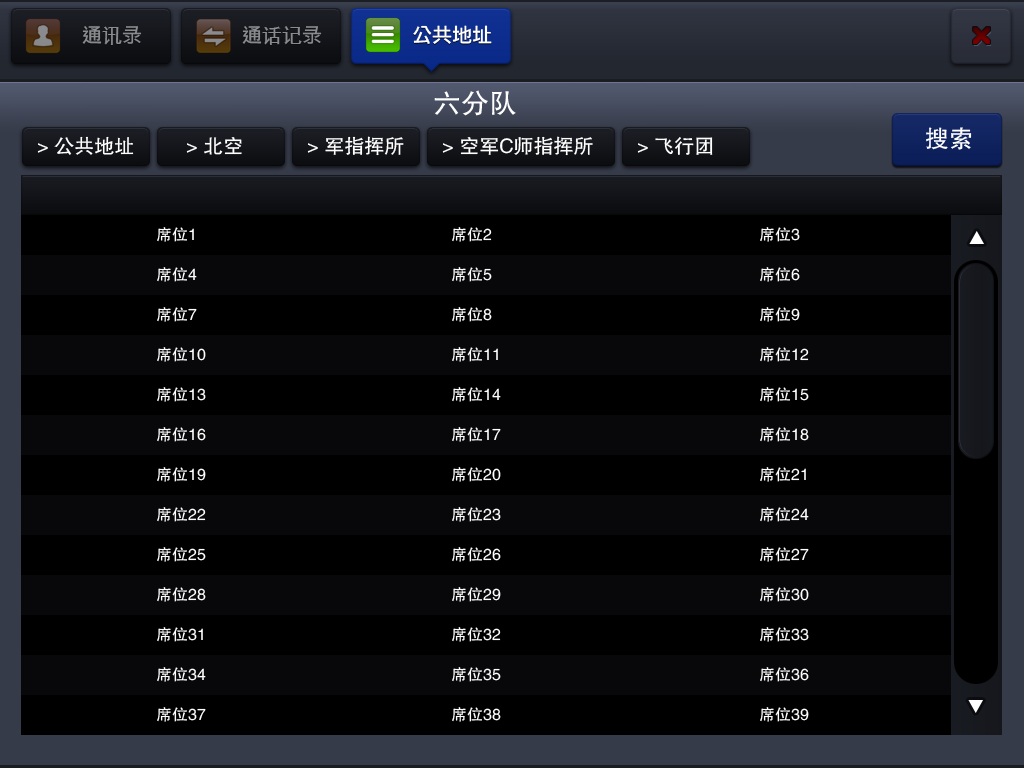 通讯录 通话记录 公共地址
六分队
> 公共地址 > 北空 > 军指挥所 > 空军C师指挥所 > 飞行团 搜索
席位1 席位2 席位3
席位4 席位5 席位6
席位7 席位8 席位9
席位10 席位11 席位12
席位13 席位14 席位15
席位16 席位17 席位18
席位19 席位20 席位21
席位22 席位23 席位24
席位25 席位26 席位27
席位28 席位29 席位30
席位31 席位32 席位33
席位34 席位35 席位36
席位37 席位38 席位39